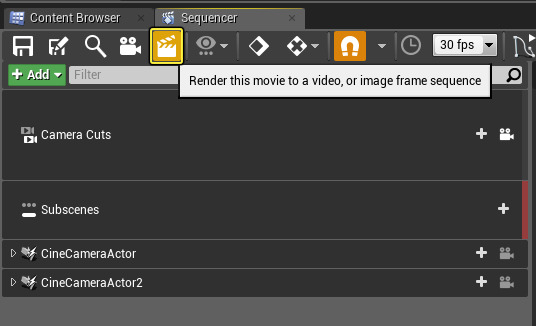 Content Browser
Sequencer
30 fps
Add
Filter
Render this movie to a video, or image frame sequence
Camera Cuts
Subscenes
CineCameraActor
CineCameraActor2